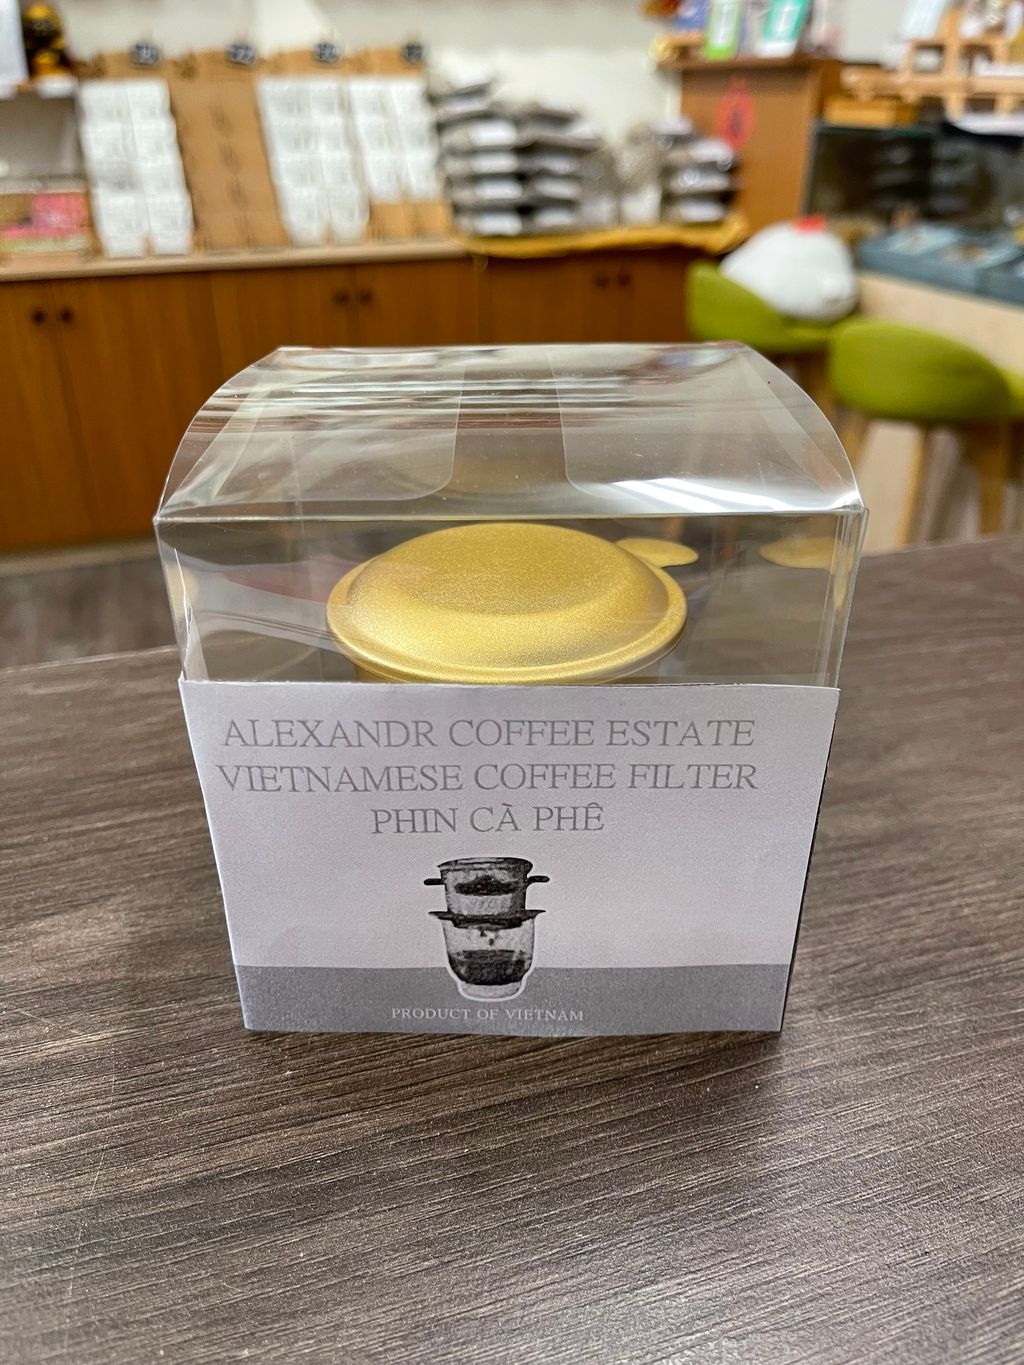 ALEXANDR COFFEE ESTATE
VIETNAMESE COFFEE FILTER
PHIN CÀ PHÊ
PRODUCT OF VIETNAM